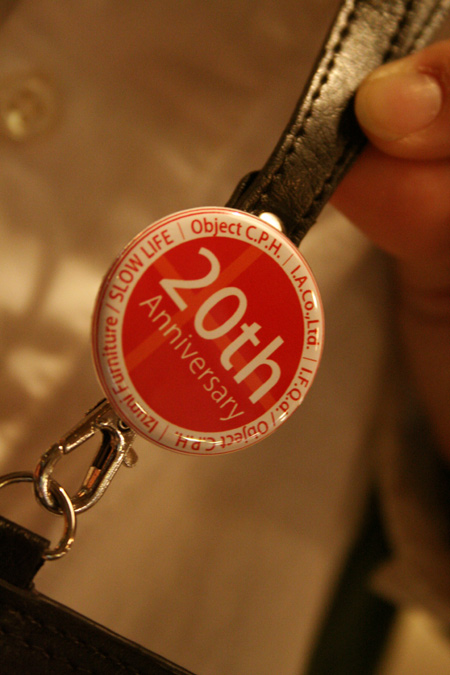 20th
Anniversary
Izumi Furniture / SLOW LIFE | Object C.P.H. | I.A.Co.,Ltd. | I.F.O.a. / Object C.P.H. |